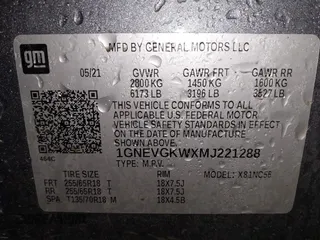 gm
MFD BY GENERAL MOTORS LLC
05/21 GVWR GAWR FRT GAWR RR
2800 KG 1450 KG 1600 KG
6173 LB 3196 LB 3527 LB
THIS VEHICLE CONFORMS TO ALL
APPLICABLE U.S. FEDERAL MOTOR
VEHICLE SAFETY STANDARDS IN EFFECT ON
THE DATE OF MANUFACTURE SHOWN ABOVE.
1GNEVGKWXMJ221288
TYPE: M.P.V. MODEL:
TIRE SIZE RIM
FRT 255/65R18 T 18X7.5J
RR 255/65R18 T 18X7.5J
SPA T135/70R18 M 18X4.5B